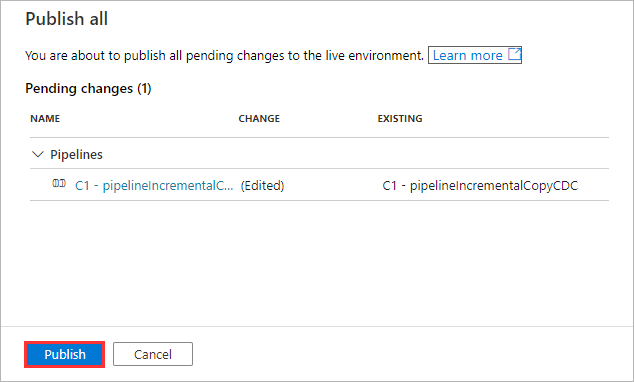 Publish all
You are about to publish all pending changes to the live environment. Learn more
Pending changes (1)
NAME CHANGE EXISTING
Pipelines
C1 - pipelineIncrementalC... (Edited) C1 - pipelineIncrementalCopyCDC
Publish Cancel